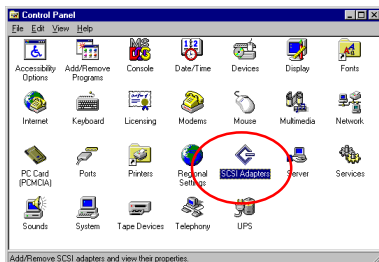 Control Panel
File Edit View Help
Accessibility Options
Add/Remove Programs
Console
Date/Time
Devices
Display
Fonts
Internet
Keyboard
Licensing
Modems
Mouse
Multimedia
Network
PC Card (PCMCIA)
Ports
Printers
Regional Settings
SCSI Adapters
Server
Services
Sounds
System
Tape Devices
Telephony
UPS
Add/Remove SCSI adapters and view their properties.